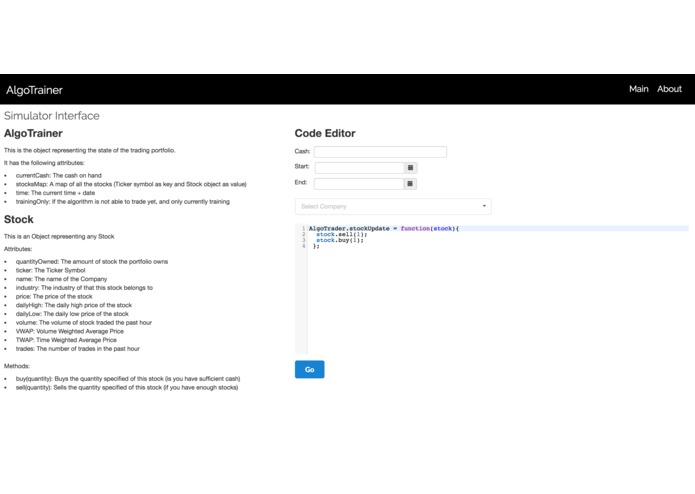 AlgoTrainer
Main About
Simulator Interface
AlgoTrainer
This is the object representing the state of the trading portfolio.
It has the following attributes:
currentCash: The cash on hand
stocksMap: A map of all the stocks (Ticker symbol as key and Stock object as value)
time: The current time + date
trainingOnly: If the algorithm is not able to trade yet, and only currently training
Stock
This is an Object representing any Stock
Attributes:
quantityOwned: The amount of stock the portfolio owns
ticker: The Ticker Symbol
name: The name of the Company
industry: The industry of that this stock belongs to
price: The price of the stock
dailyHigh: The daily high price of the stock
dailyLow: The daily low price of the stock
volume: The volume of stock traded the past hour
VWAP: Volume Weighted Average Price
TWAP: Time Weighted Average Price
trades: The number of trades in the past hour
Methods:
buy(quantity): Buys the quantity specified of this stock (is you have sufficient cash)
sell(quantity): Sells the quantity specified of this stock (if you have enough stocks)
Code Editor
Cash:
Start:
End:
Select Company
1 AlgoTrader.stockUpdate = function(stock){
2 stock.sell(1);
3 stock.buy(1);
4 };
Go